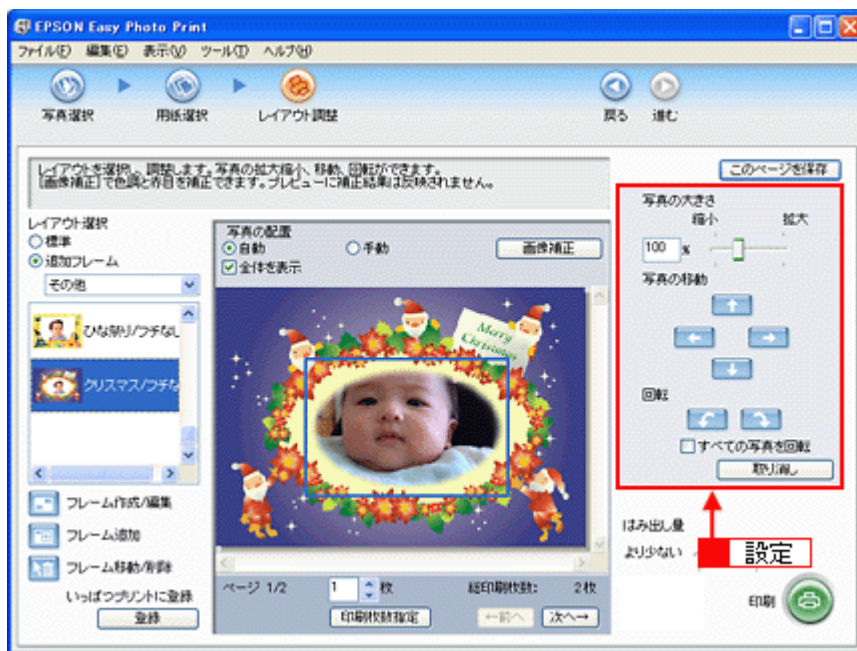 EPSON Easy Photo Print
ファイル(F) 編集(E) 表示(V) ツール(T) ヘルプ(H)
写真選択 用紙選択 レイアウト調整 戻る 進む
レイアウトを選択し、調整します。写真の拡大縮小、移動、回転ができます。
[画像補正]で色調と赤目を補正できます。プレビューに補正結果は反映されません。
このページを保存
レイアウト選択
標準
追加フレーム
その他
ひな祭り/フチなし
クリスマス/フチな
フレーム作成/編集
フレーム追加
フレーム移動/削除
いっぱつプリントに登録
登録
写真の配置
自動 手動 画像補正
全体を表示
Merry
Christmas
ページ 1/2 1 枚 総印刷枚数: 2枚
印刷枚数指定 ←前へ 次へ→
写真の大きさ
縮小 拡大
100 %
写真の移動
回転
すべての写真を回転
取り消し
はみ出し量
より少ない
設定
印刷